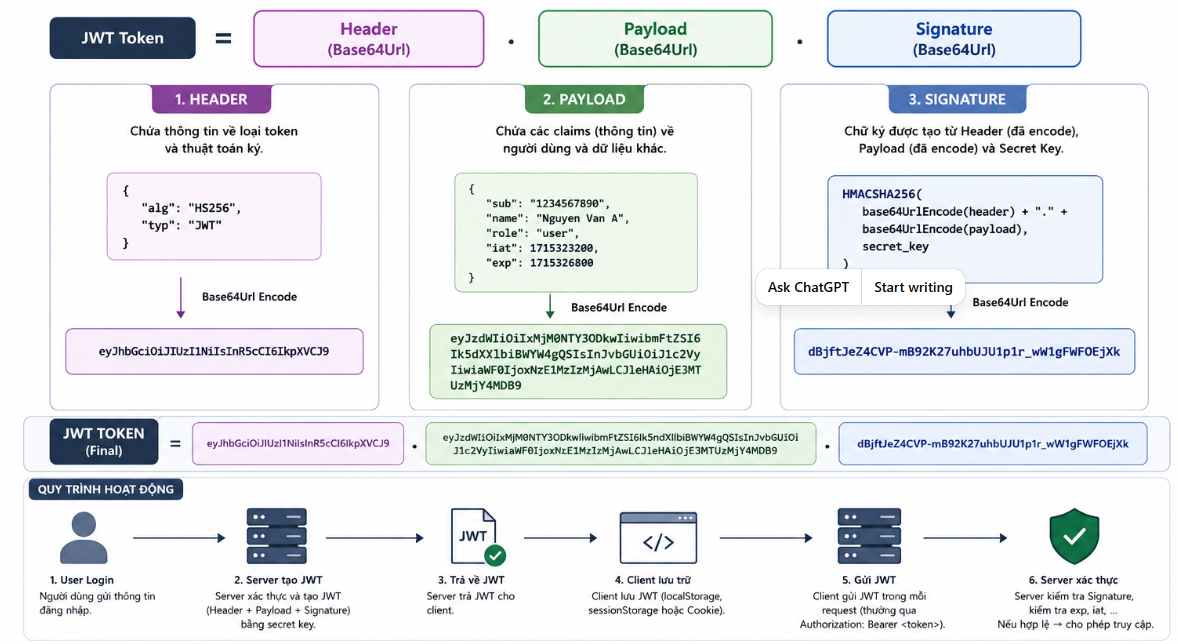 JWT Token
=
Header
(Base64Url)
.
Payload
(Base64Url)
.
Signature
(Base64Url)
1. HEADER
Chứa thông tin về loại token
và thuật toán ký.
{
"alg": "HS256",
"typ": "JWT"
}
Base64Url Encode
eyJhbGciOiJIUzI1NiIsInR5cCI6IkpXVCJ9
2. PAYLOAD
Chứa các claims (thông tin) về
người dùng và dữ liệu khác.
{
"sub": "1234567890",
"name": "Nguyen Van A",
"role": "user",
"iat": 1715323200,
"exp": 1715326800
}
Base64Url Encode
eyJzdWIiOiIxMjM0NTY3ODkwIiwibmFtZSI6
Ik5dXX1biBWYW4gQSIsInJvbGUiOiJ1c2Vy
IiwiaWF0IjoxNzE1MzIzMjAwLCJleHAiOjE3MT
UzMjY4MDB9
3. SIGNATURE
Chữ ký được tạo từ Header (đã encode),
Payload (đã encode) và Secret Key.
HMACSHA256(
base64UrlEncode(header) + "." +
base64UrlEncode(payload),
secret_key
)
Ask ChatGPT
Start writing
Base64Url Encode
dBjftJeZ4CVP-mB92K27uhbUJU1p1r_wW1gFWFOEjXk
JWT TOKEN
(Final)
=
eyJhbGciOiJIUzI1NiIsInR5cCI6IkpXVCJ9
.
eyJzdWIiOiIxMjM0NTY3ODkwIiwibmFtZSI6Ik5ndXllbiBWYW4gQSIsInJvbGUiOi
J1c2VyIiwiaWF0IjoxNzE1MzIzMjAwLCJleHAiOjE3MTUzMjY4MDB9
.
dBjftJeZ4CVP-mB92K27uhbUJU1p1r_wW1gFWFOEjXk
QUY TRÌNH HOẠT ĐỘNG
1. User Login
Người dùng gửi thông tin
đăng nhập.
2. Server tạo JWT
Server xác thực và tạo JWT
(Header + Payload + Signature)
bằng secret key.
JWT
3. Trả về JWT
Server trả JWT cho
client.
</>
4. Client lưu trữ
Client lưu JWT (localStorage,
sessionStorage hoặc Cookie).
5. Gửi JWT
Client gửi JWT trong mỗi
request (thường qua
Authorization: Bearer <token>).
6. Server xác thực
Server kiểm tra Signature,
kiểm tra exp, iat, ...
Nếu hợp lệ → cho phép truy cập.